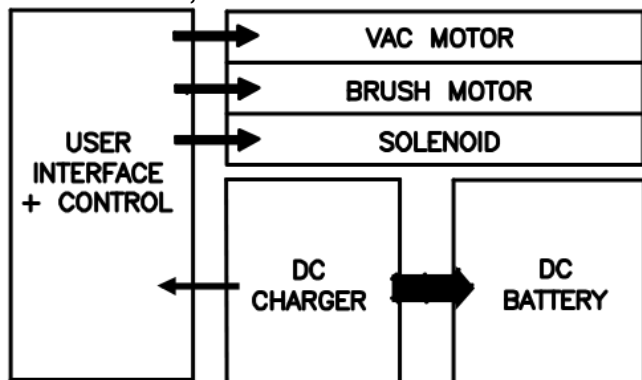 VAC MOTOR
BRUSH MOTOR
SOLENOID
USER
INTERFACE
+ CONTROL
DC
CHARGER
DC
BATTERY